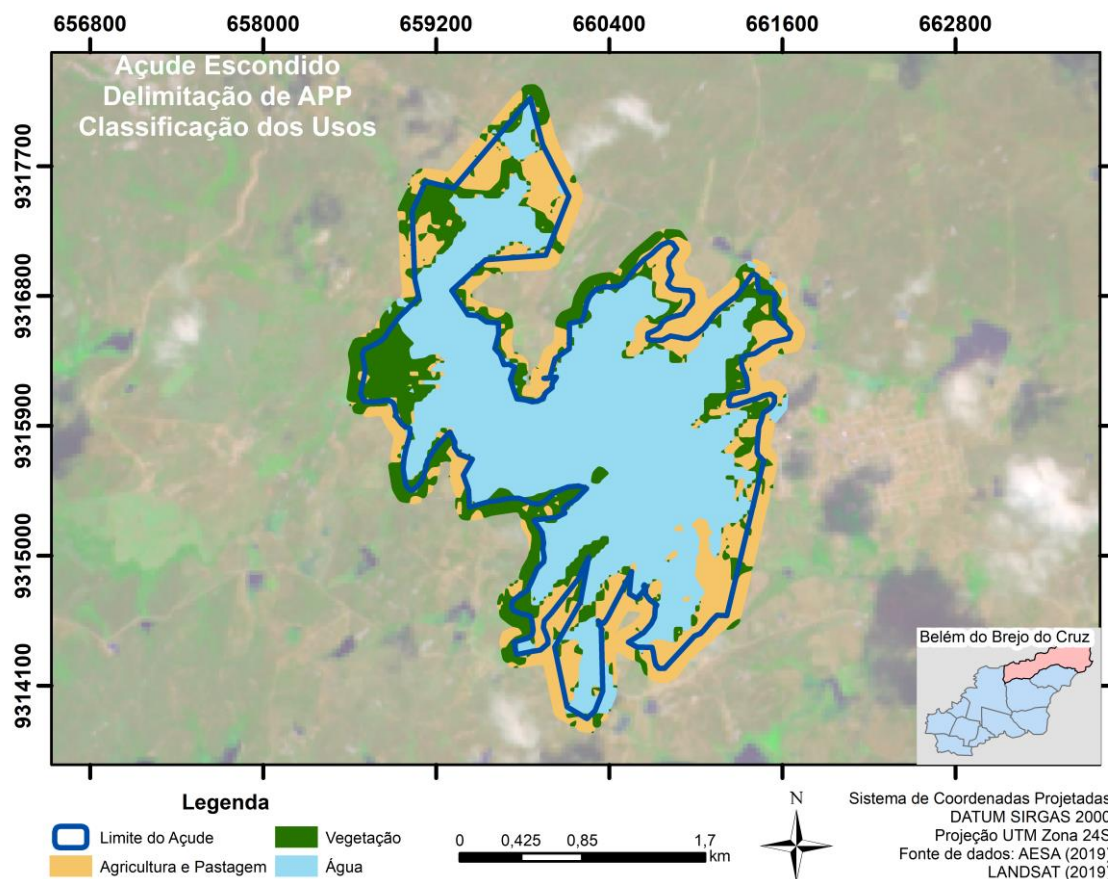 656800 658000 659200 660400 661600 662800
Açude Escondido
Delimitação de APP
Classificação dos Usos
9317700
9316800
9315900
9315000
9314100
Belém do Brejo do Cruz
Legenda
Limite do Açude
Vegetação
Agricultura e Pastagem
Água
0 0,425 0,85 1,7
km
N
Sistema de Coordenadas Projetadas
DATUM SIRGAS 2000
Projeção UTM Zona 24S
Fonte de dados: AESA (2019)
LANDSAT (2019)